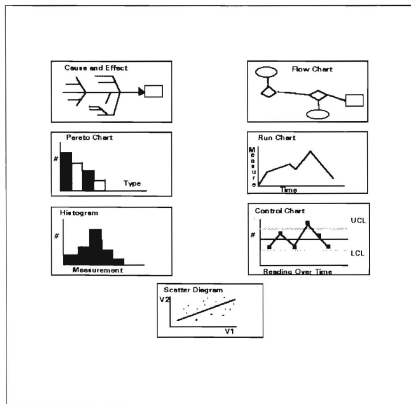 Cause and Effect
Flow Chart
Pareto Chart
#
Type
Run Chart
Measure
Time
Histogram
#
Measurement
Control Chart
UCL
#
LCL
Reading Over Time
Scatter Diagram
V2
V1